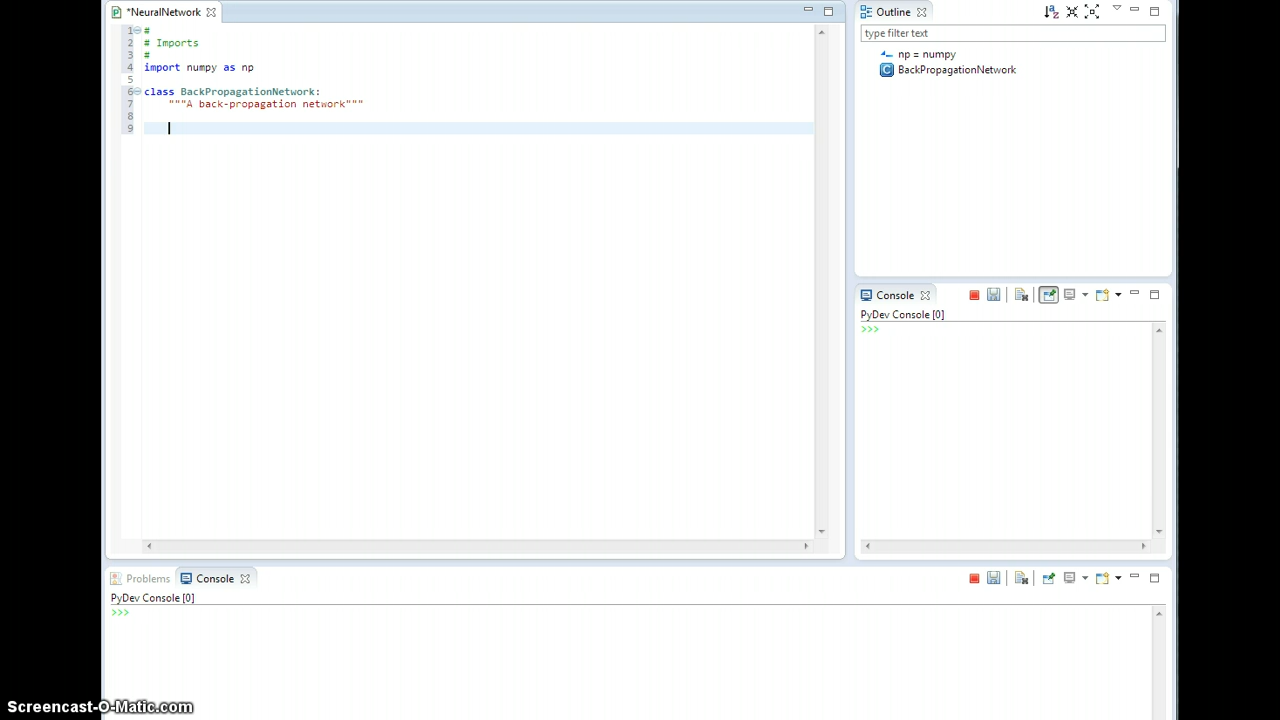 *NeuralNetwork
1 #
2 # Imports
3 #
4 import numpy as np
5
6 class BackPropagationNetwork:
7 """A back-propagation network"""
8
9
Outline
type filter text
np = numpy
BackPropagationNetwork
Console
PyDev Console [0]
>>>
Problems Console
PyDev Console [0]
>>>
Screencast-O-Matic.com